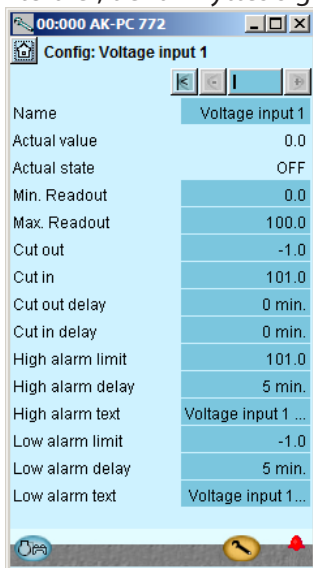 00:000 AK-PC 772
Config: Voltage input 1
Name Voltage input 1
Actual value 0.0
Actual state OFF
Min. Readout 0.0
Max. Readout 100.0
Cut out -1.0
Cut in 101.0
Cut out delay 0 min.
Cut in delay 0 min.
High alarm limit 101.0
High alarm delay 5 min.
High alarm text Voltage input 1 ...
Low alarm limit -1.0
Low alarm delay 5 min.
Low alarm text Voltage input 1...